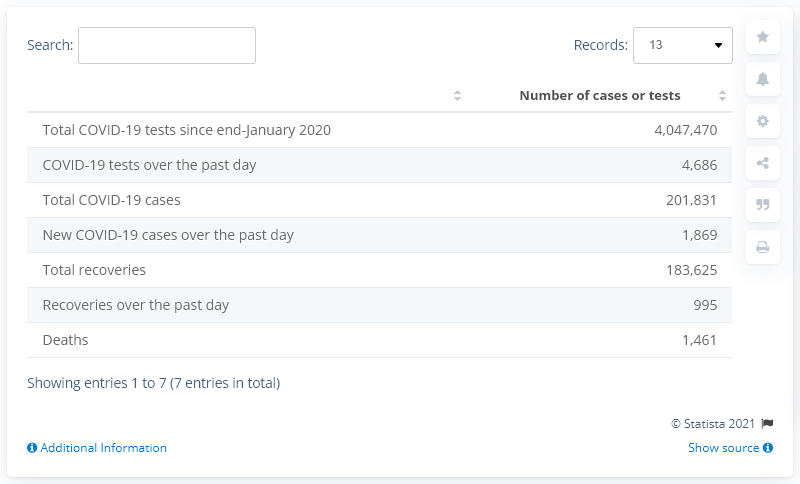 Search:
Records: 13
Number of cases or tests
Total COVID-19 tests since end-January 2020 4,047,470
COVID-19 tests over the past day 4,686
Total COVID-19 cases 201,831
New COVID-19 cases over the past day 1,869
Total recoveries 183,625
Recoveries over the past day 995
Deaths 1,461
Showing entries 1 to 7 (7 entries in total)
© Statista 2021
Additional Information Show source